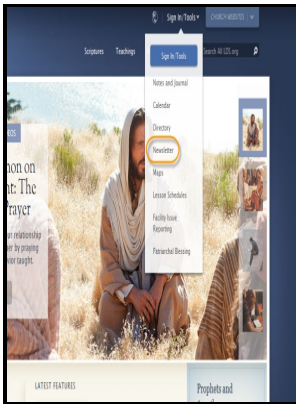 Sign In/Tools
CHURCH WEBSITES
Scriptures Teachings
Search All LDS.org
Sign In/Tools
Notes and Journal
Calendar
Directory
Newsletter
Maps
Lesson Schedules
Facility Issue
Reporting
Patriarchal Blessing
on on
nt: The
Prayer
ur relationship
er by praying
vior taught.
LATEST FEATURES
Prophets and